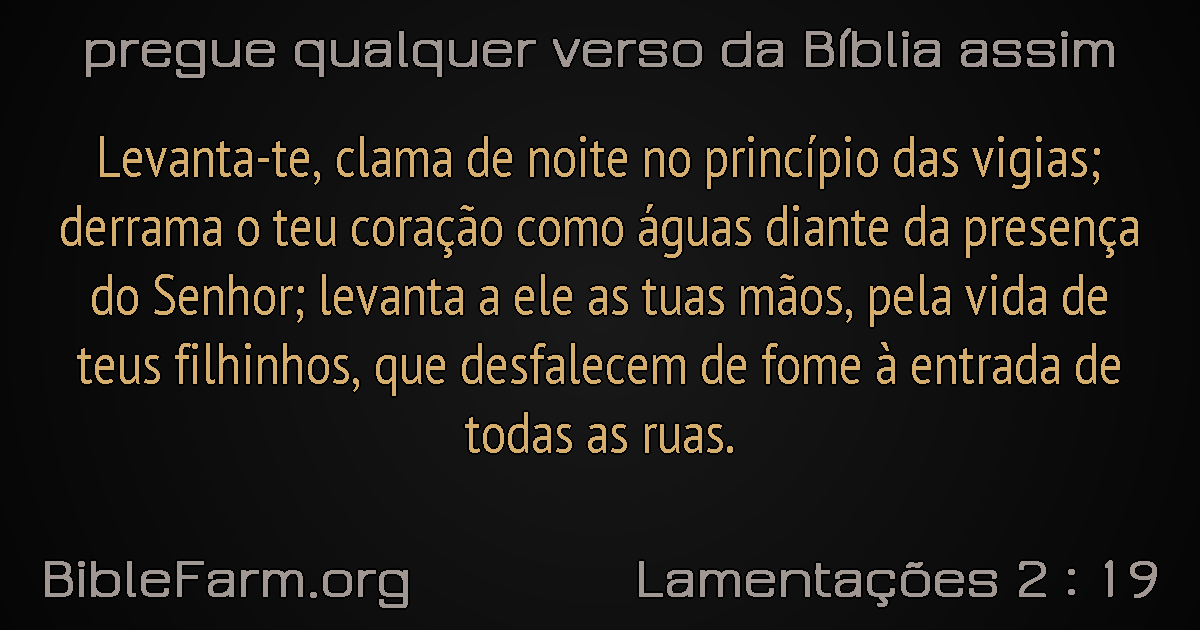 pregue qualquer verso da Bíblia assim
Levanta-te, clama de noite no princípio das vigias;
derrama o teu coração como águas diante da presença
do Senhor; levanta a ele as tuas mãos, pela vida de
teus filhinhos, que desfalecem de fome à entrada de
todas as ruas.
BibleFarm.org
Lamentações 2 : 19